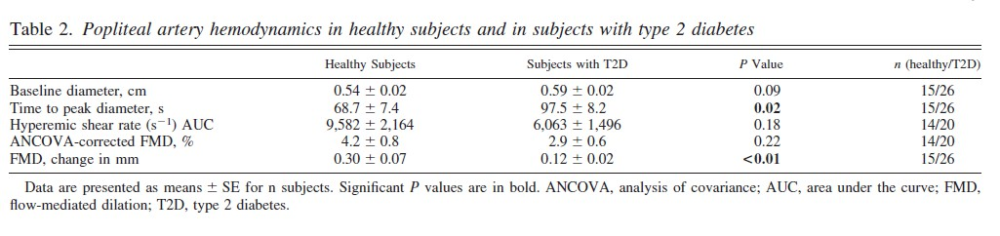 Table 2. Popliteal artery hemodynamics in healthy subjects and in subjects with type 2 diabetes
Healthy Subjects Subjects with T2D P Value n (healthy/T2D)
Baseline diameter, cm 0.54 ± 0.02 0.59 ± 0.02 0.09 15/26
Time to peak diameter, s 68.7 ± 7.4 97.5 ± 8.2 0.02 15/26
Hyperemic shear rate (s⁻¹) AUC 9,582 ± 2,164 6,063 ± 1,496 0.18 14/20
ANCOVA-corrected FMD, % 4.2 ± 0.8 2.9 ± 0.6 0.22 14/20
FMD, change in mm 0.30 ± 0.07 0.12 ± 0.02 <0.01 15/26
Data are presented as means ± SE for n subjects. Significant P values are in bold. ANCOVA, analysis of covariance; AUC, area under the curve; FMD,
flow-mediated dilation; T2D, type 2 diabetes.